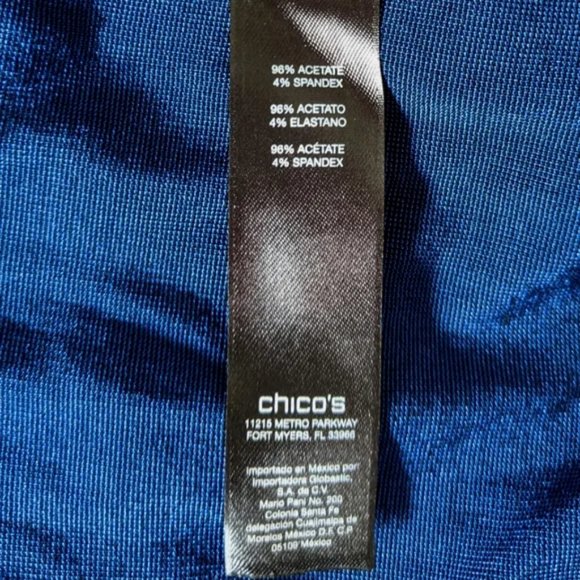 96% ACETATE
4% SPANDEX
96% ACETATO
4% ELASTANO
96% ACÉTATE
4% SPANDEX
chico's
11215 METRO PARKWAY
FORT MYERS, FL 33966
Importado en México por:
Importadora Globastic,
S.A. de C.V.
Mario Pani No. 200
Colonia Santa Fe
delegación Cuajimalpa de
Morelos México D.F. C.P.
05109 México